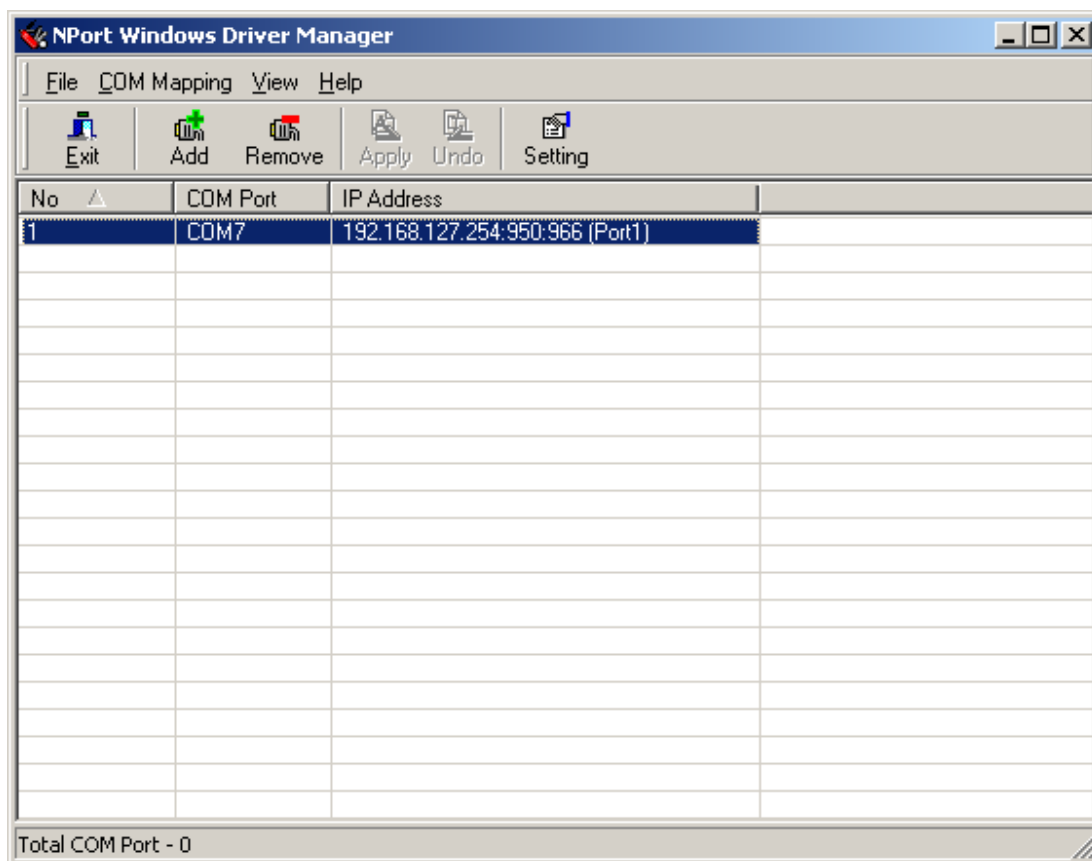 NPort Windows Driver Manager
File COM Mapping View Help
Exit Add Remove Apply Undo Setting
No COM Port IP Address
1 COM7 192.168.127.254:950:966 (Port1)
Total COM Port - 0